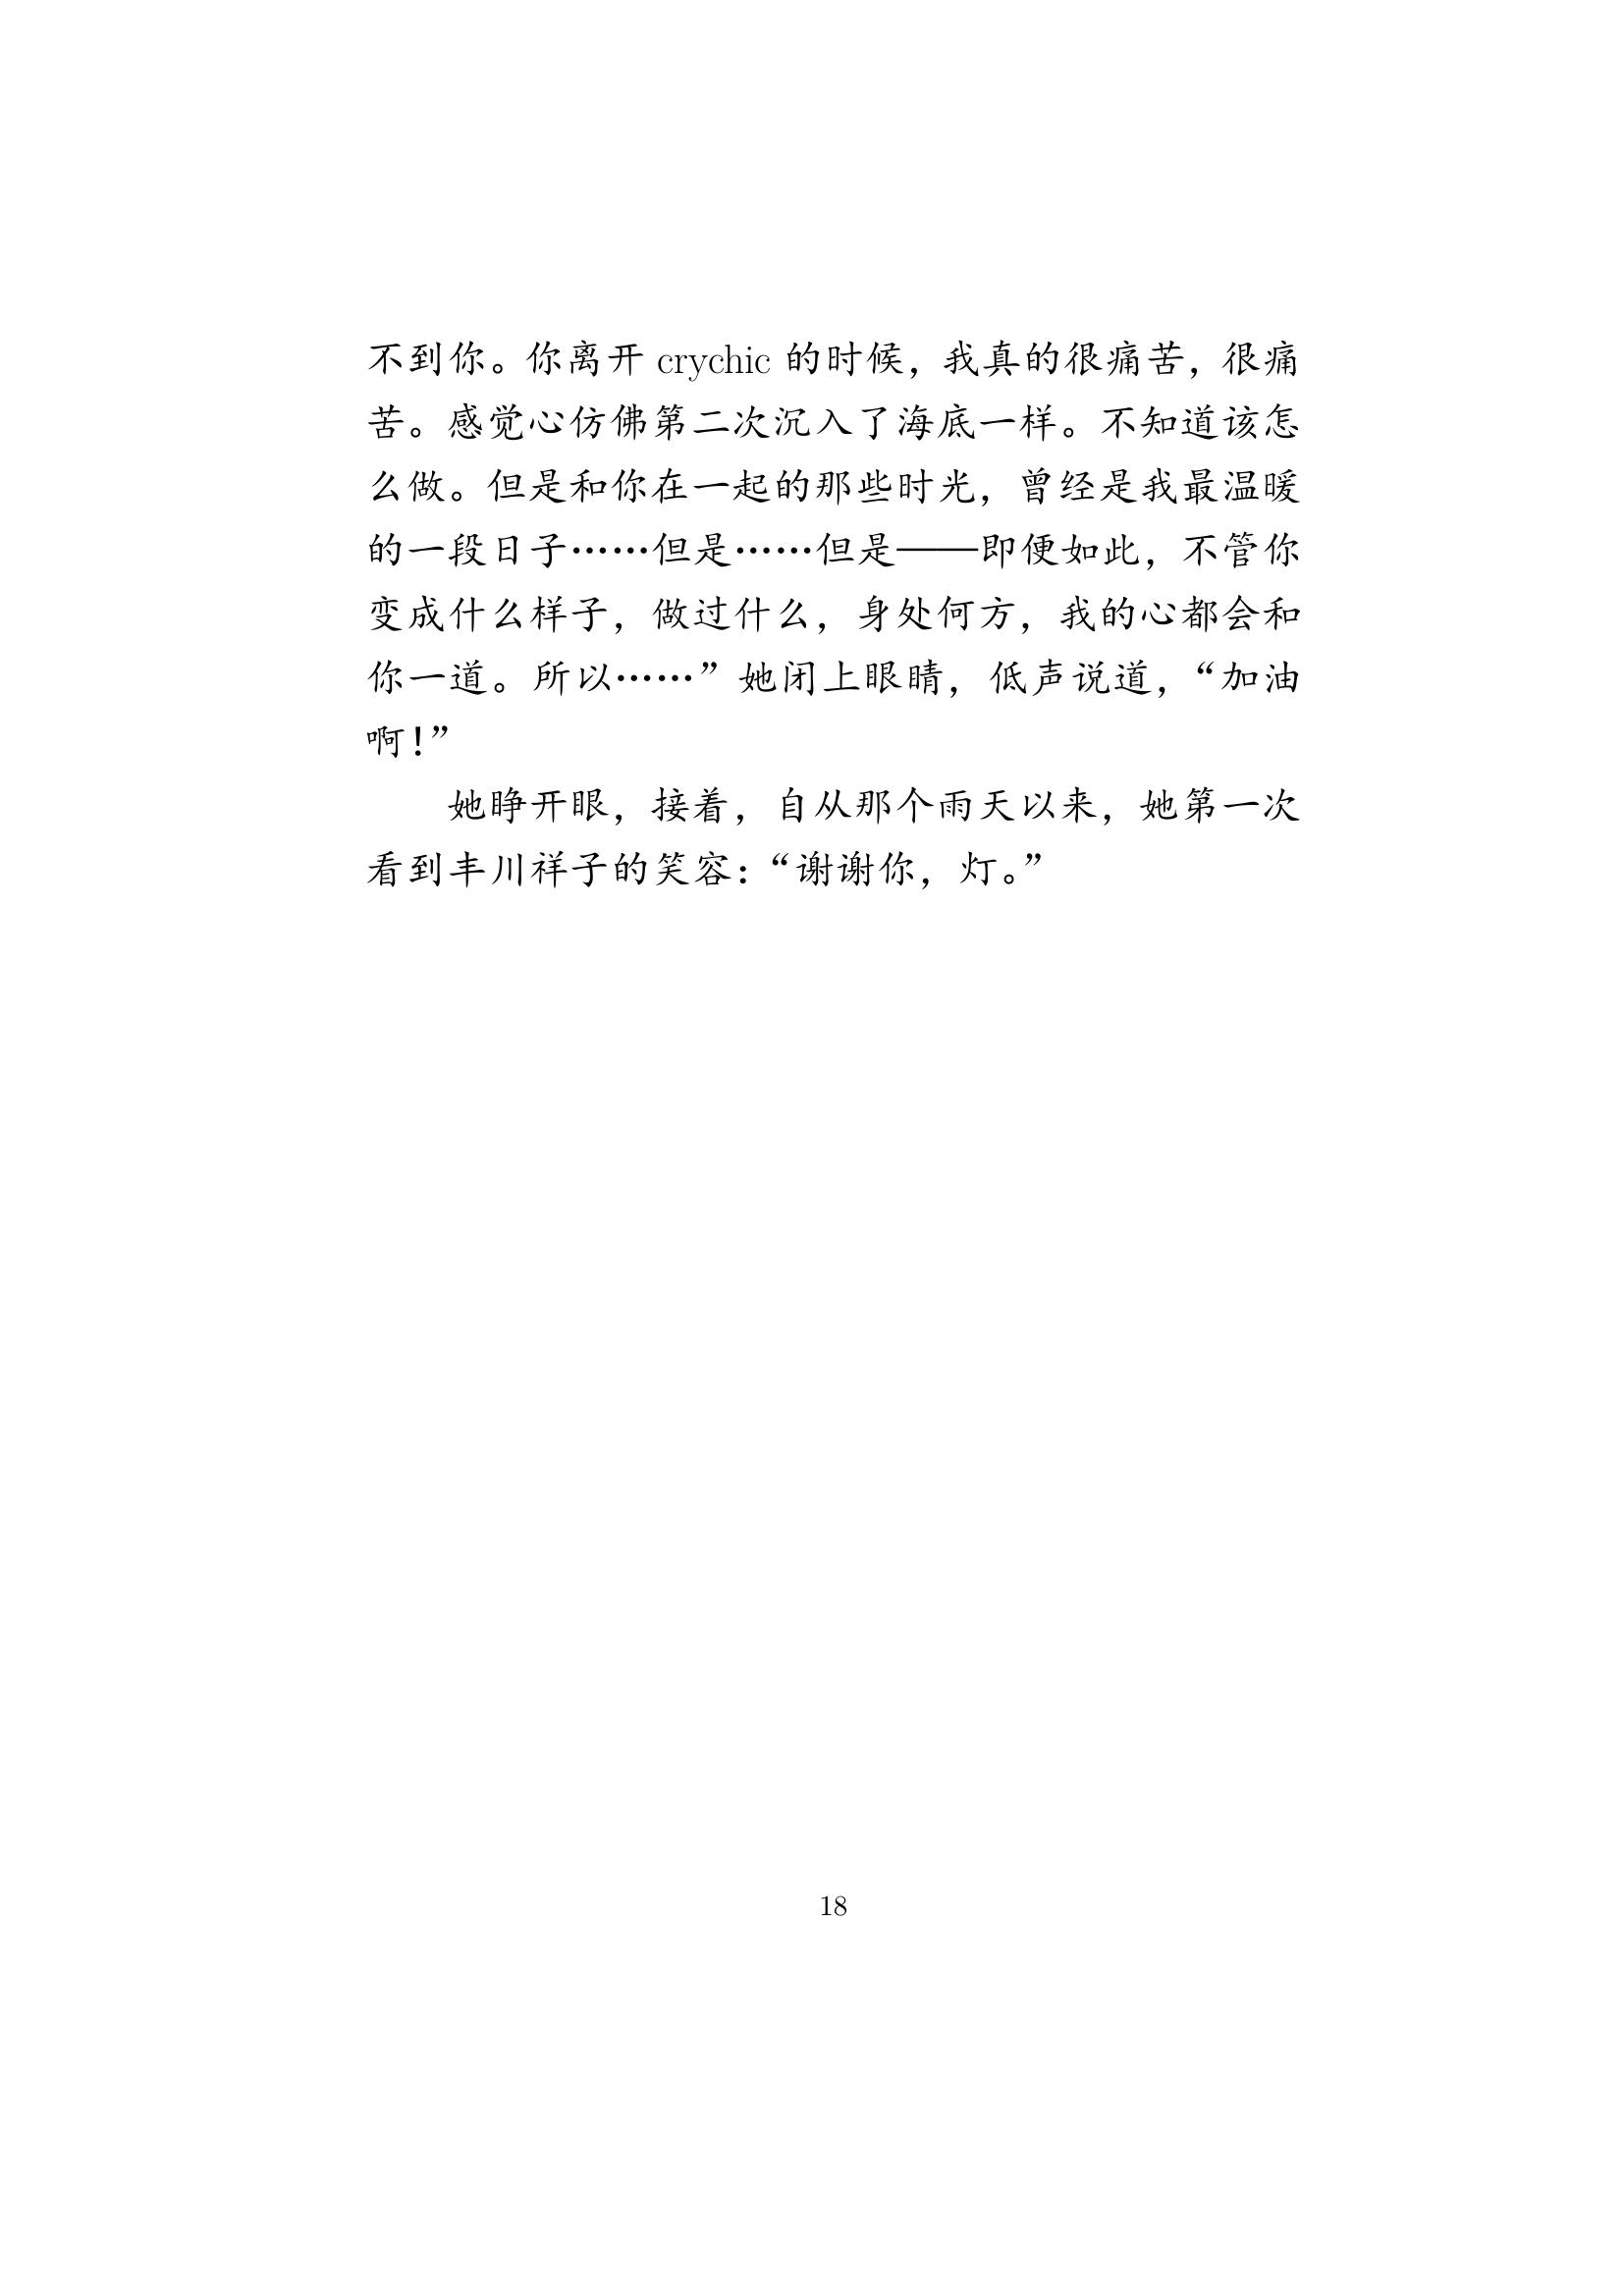 不到你。你离开 crychic 的时候，我真的很痛苦，很痛
苦。感觉心仿佛第二次沉入了海底一样。不知道该怎
么做。但是和你在一起的那些时光，曾经是我最温暖
的一段日子……但是……但是——即便如此，不管你
变成什么样子，做过什么，身处何方，我的心都会和
你一道。所以……”她闭上眼睛，低声说道，“加油
啊！”
她睁开眼，接着，自从那个雨天以来，她第一次
看到丰川祥子的笑容：“谢谢你，灯。”
18